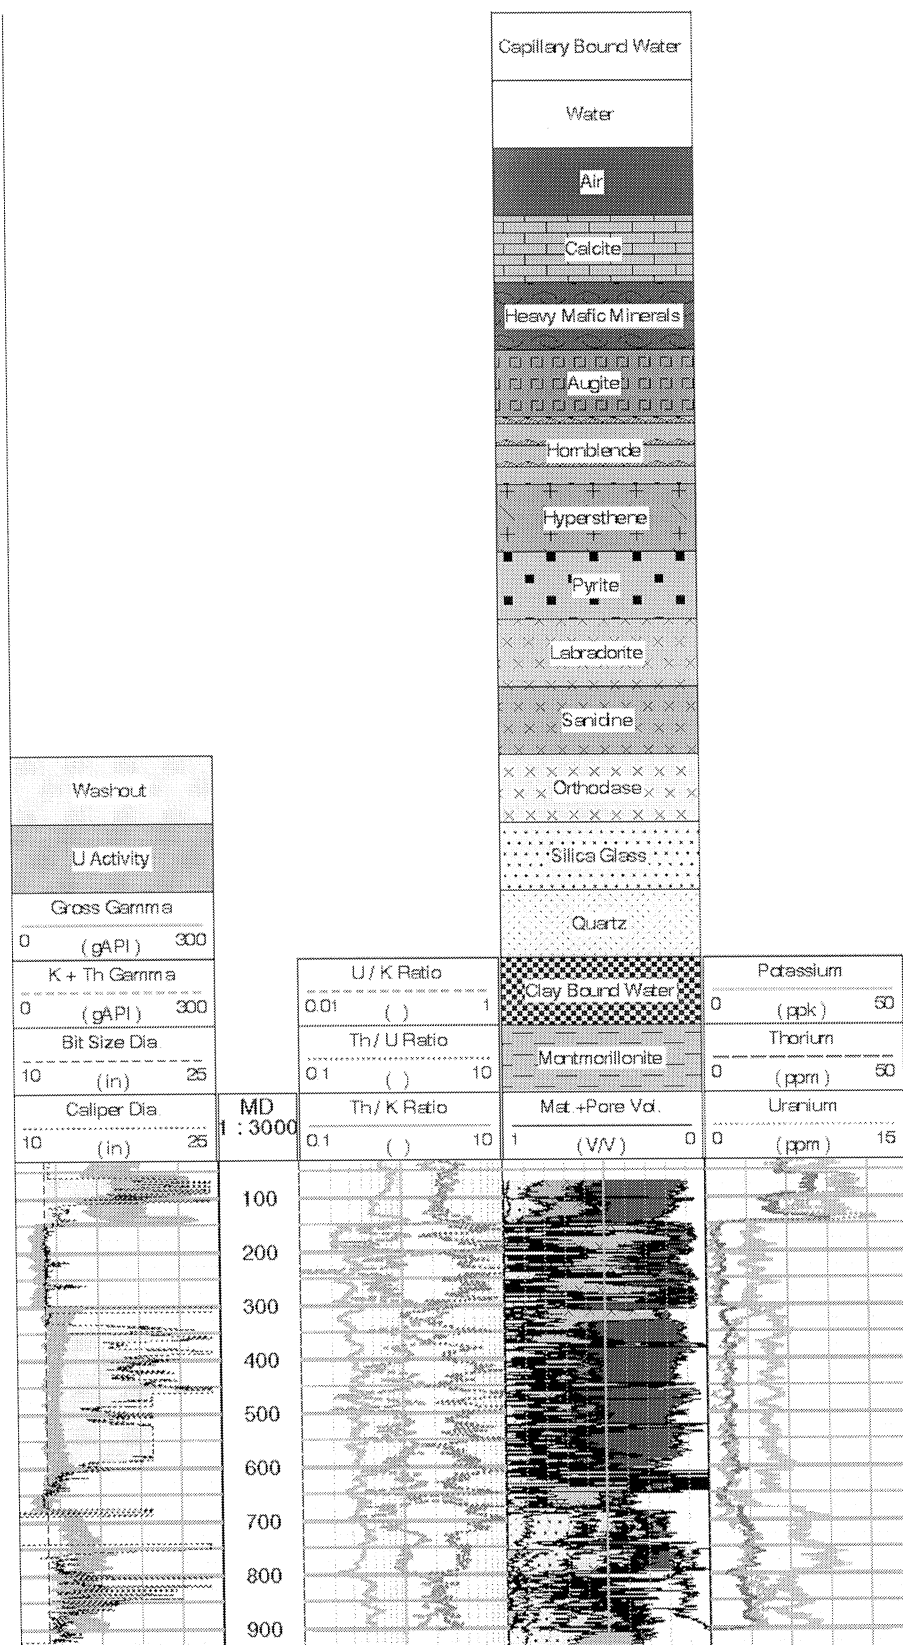 Capillary Bound Water
Water
Air
Calcite
Heavy Mafic Minerals
Augite
Hornblende
Hypersthene
Pyrite
Labradorite
Sanidine
Orthoclase
Silica Glass
Quartz
Clay Bound Water
Montmorillonite
Mat.+Pore Vol.
1 (V/V) 0
Washout
U Activity
Gross Gamma
0 (gAPI) 300
K + Th Gamma
0 (gAPI) 300
Bit Size Dia
10 (in) 25
Caliper Dia.
10 (in) 25
MD
1 : 3000
U / K Ratio
0.01 ( ) 1
Th / U Ratio
0.1 ( ) 10
Th / K Ratio
0.1 ( ) 10
Potassium
0 (ppk) 50
Thorium
0 (ppm) 50
Uranium
0 (ppm) 15
100
200
300
400
500
600
700
800
900